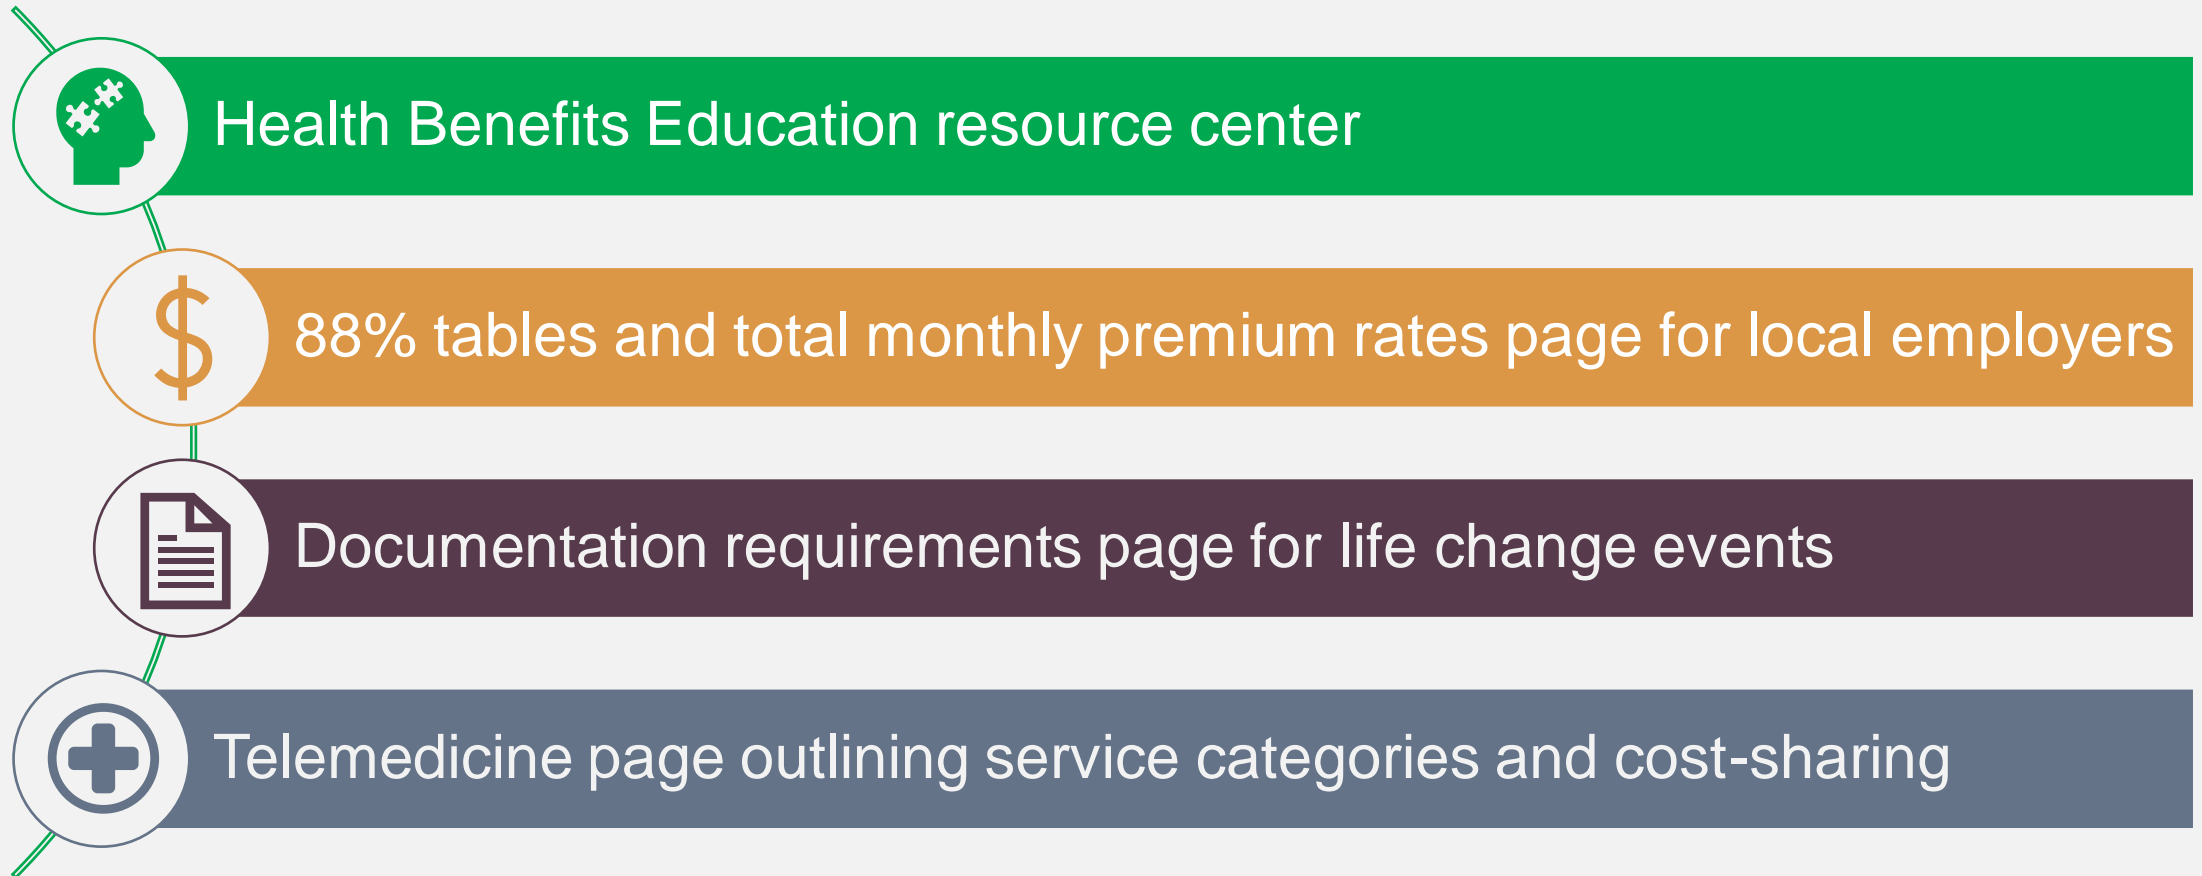 Health Benefits Education resource center
88% tables and total monthly premium rates page for local employers
Documentation requirements page for life change events
Telemedicine page outlining service categories and cost-sharing